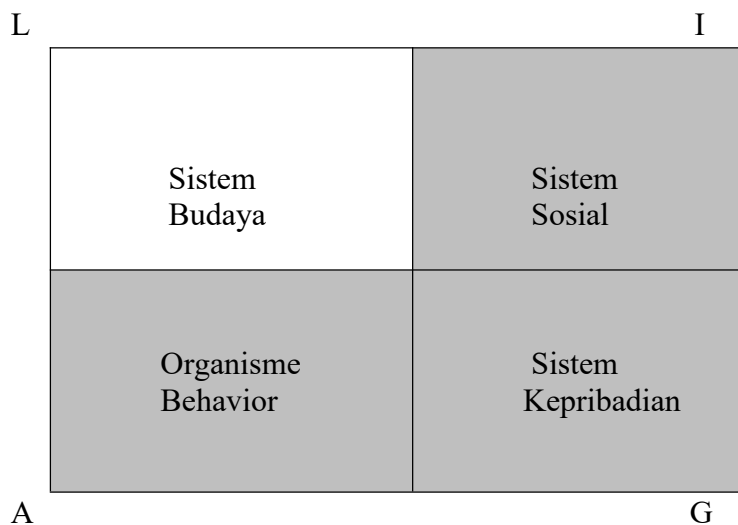 L
I
Sistem
Budaya
Sistem
Sosial
Organisme
Behavior
Sistem
Kepribadian
A
G